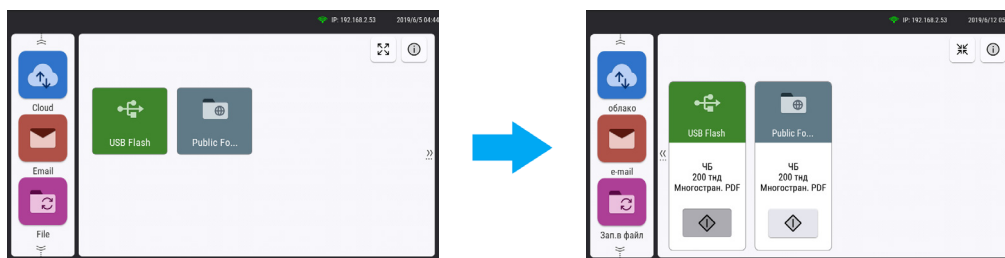 IP: 192.168.2.53 2019/6/5 04:44
Cloud
Email
File
USB Flash
Public Fo...
IP: 192.168.2.53 2019/6/12 05
облако
e-mail
Зап.в файл
USB Flash
ЧБ
200 тнд
Многостран. PDF
Public Fo...
ЧБ
200 тнд
Многостран. PDF